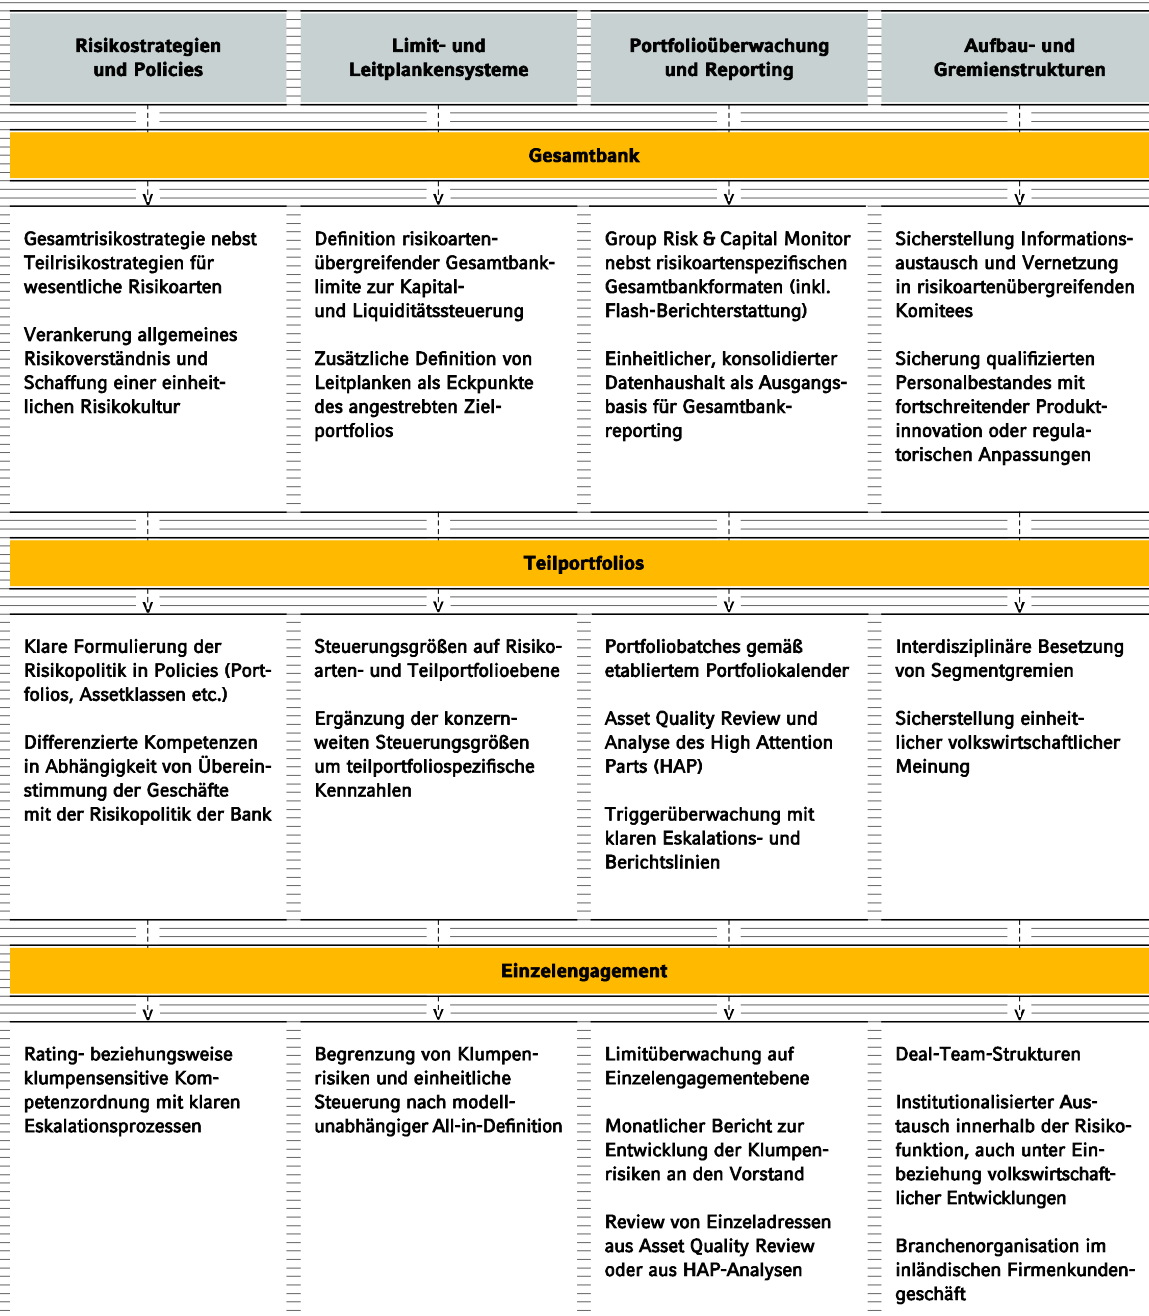 Risikostrategien
und Policies
Limit- und
Leitplankensysteme
Portfolioüberwachung
und Reporting
Aufbau- und
Gremienstrukturen
Gesamtbank
Gesamtrisikostrategie nebst
Teilrisikostrategien für
wesentliche Risikoarten
Verankerung allgemeines
Risikoverständnis und
Schaffung einer einheit-
lichen Risikokultur
Definition risikoarten-
übergreifender Gesamtbank-
limite zur Kapital-
und Liquiditätssteuerung
Zusätzliche Definition von
Leitplanken als Eckpunkte
des angestrebten Ziel-
portfolios
Group Risk & Capital Monitor
nebst risikoartenspezifischen
Gesamtbankformaten (inkl.
Flash-Berichterstattung)
Einheitlicher, konsolidierter
Datenhaushalt als Ausgangs-
basis für Gesamtbank-
reporting
Sicherstellung Informations-
austausch und Vernetzung
in risikoartenübergreifenden
Komitees
Sicherung qualifizierten
Personalbestandes mit
fortschreitender Produkt-
innovation oder regula-
torischen Anpassungen
Teilportfolios
Klare Formulierung der
Risikopolitik in Policies (Port-
folios, Assetklassen etc.)
Differenzierte Kompetenzen
in Abhängigkeit von Überein-
stimmung der Geschäfte
mit der Risikopolitik der Bank
Steuerungsgrößen auf Risiko-
arten- und Teilportfolioebene
Ergänzung der konzern-
weiten Steuerungsgrößen
um teilportfoliospezifische
Kennzahlen
Portfoliobatches gemäß
etabliertem Portfoliokalender
Asset Quality Review und
Analyse des High Attention
Parts (HAP)
Triggerüberwachung mit
klaren Eskalations- und
Berichtslinien
Interdisziplinäre Besetzung
von Segmentgremien
Sicherstellung einheit-
licher volkswirtschaftlicher
Meinung
Einzelengagement
Rating- beziehungsweise
klumpensensitive Kom-
petenzordnung mit klaren
Eskalationsprozessen
Begrenzung von Klumpen-
risiken und einheitliche
Steuerung nach modell-
unabhängiger All-in-Definition
Limitüberwachung auf
Einzelengagementebene
Monatlicher Bericht zur
Entwicklung der Klumpen-
risiken an den Vorstand
Review von Einzeladressen
aus Asset Quality Review
oder aus HAP-Analysen
Deal-Team-Strukturen
Institutionalisierter Aus-
tausch innerhalb der Risiko-
funktion, auch unter Ein-
beziehung volkswirtschaft-
licher Entwicklungen
Branchenorganisation im
inländischen Firmenkunden-
geschäft